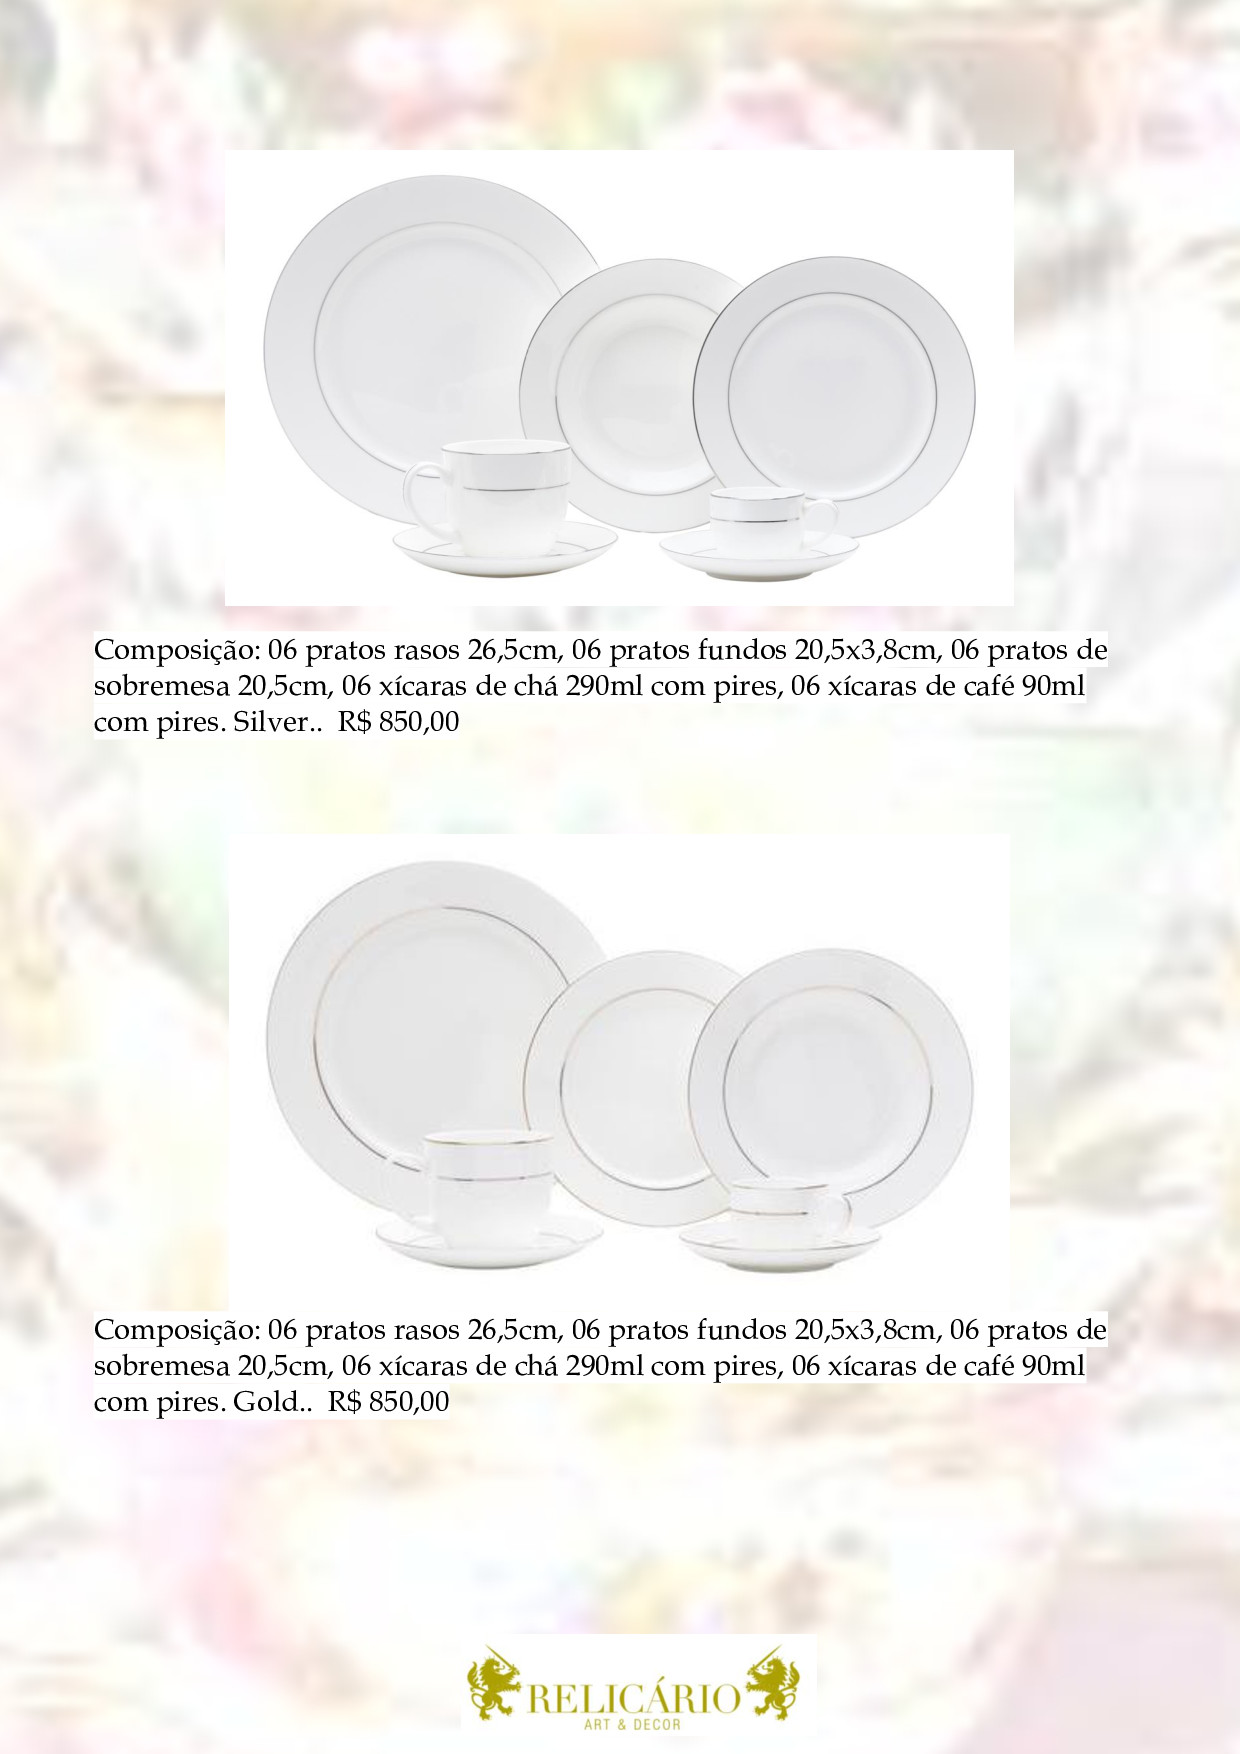 Composição: 06 pratos rasos 26,5cm, 06 pratos fundos 20,5x3,8cm, 06 pratos de
sobremesa 20,5cm, 06 xícaras de chá 290ml com pires, 06 xícaras de café 90ml
com pires. Silver..  R$ 850,00
Composição: 06 pratos rasos 26,5cm, 06 pratos fundos 20,5x3,8cm, 06 pratos de
sobremesa 20,5cm, 06 xícaras de chá 290ml com pires, 06 xícaras de café 90ml
com pires. Gold..  R$ 850,00
RELICÁRIO
ART & DECOR